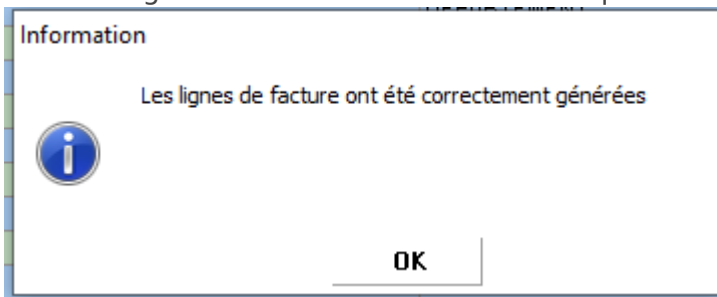 Information
Les lignes de facture ont été correctement générées
OK